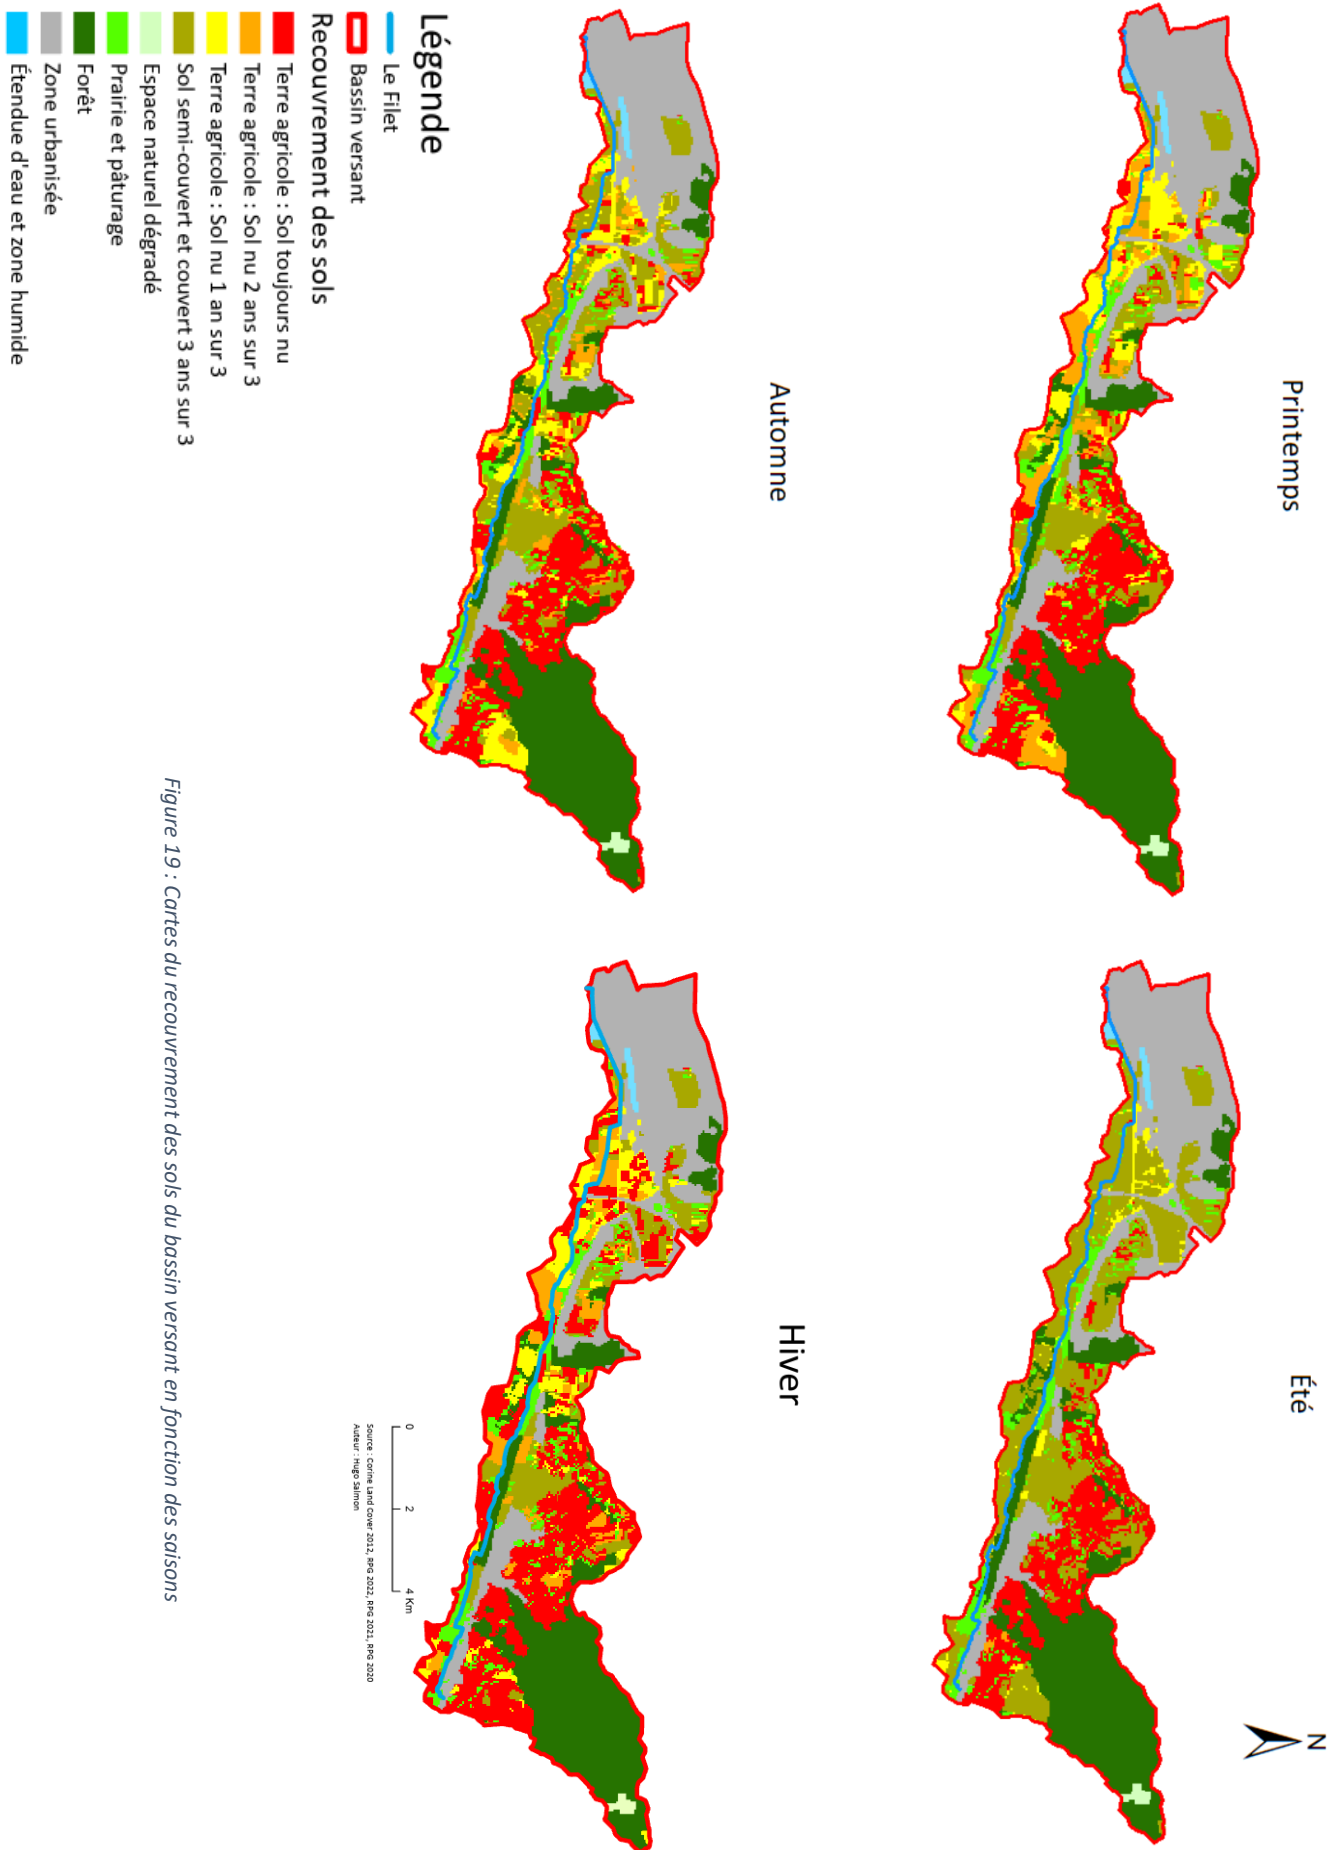 Printemps
Été
N
Automne
Hiver
Légende
Le Filet
Bassin versant
Recouvrement des sols
Terre agricole : Sol toujours nu
Terre agricole : Sol nu 2 ans sur 3
Terre agricole : Sol nu 1 an sur 3
Sol semi-couvert et couvert 3 ans sur 3
Espace naturel dégradé
Prairie et pâturage
Forêt
Zone urbanisée
Étendue d'eau et zone humide
0 2 4 Km
Source : Corine Land Cover 2012, RPG 2022, RPG 2021, RPG 2020
Auteur : Hugo Salmon
Figure 19 : Cartes du recouvrement des sols du bassin versant en fonction des saisons